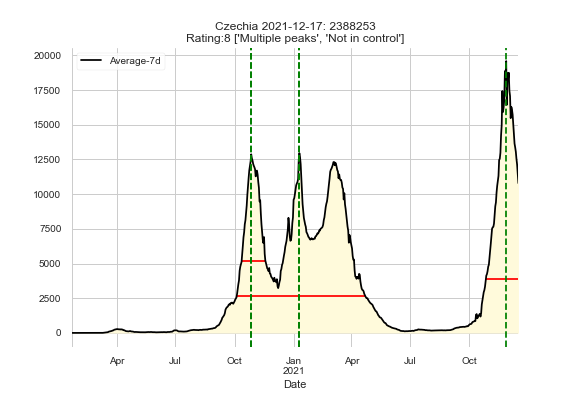 Czechia 2021-12-17: 2388253
Rating:8 ['Multiple peaks', 'Not in control']
Average-7d
20000
17500
15000
12500
10000
7500
5000
2500
0
Apr Jul Oct Jan Apr Jul Oct
2021
Date